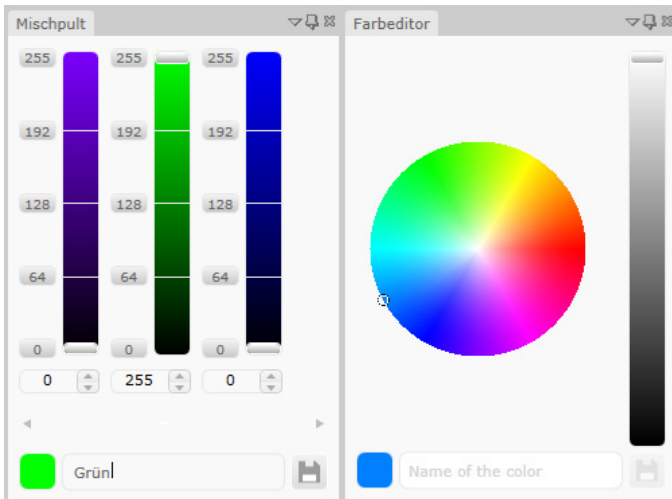 Mischpult
Farbeditor
255 255 255
192 192 192
128 128 128
64 64 64
0 0 0
0 255 0
Grün
Name of the color